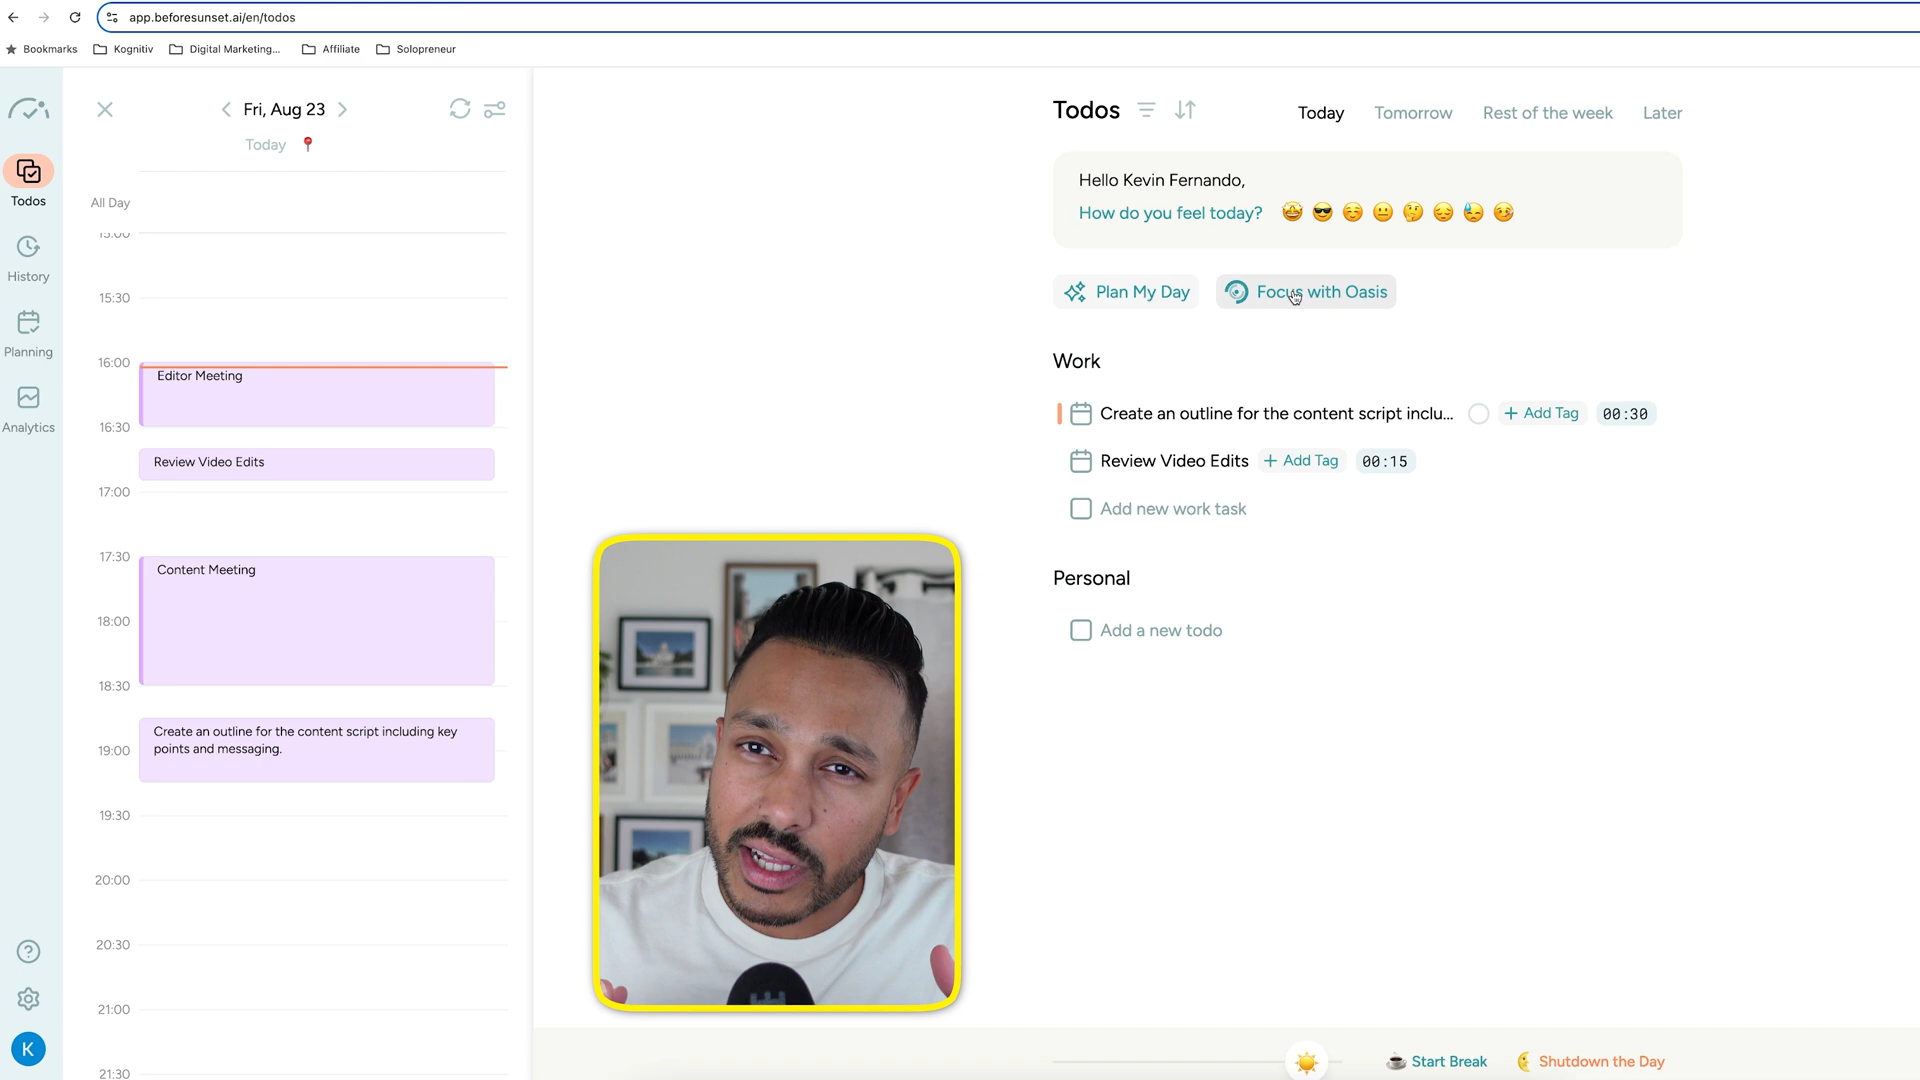 app.beforesunset.ai/en/todos
Bookmarks
Kognitiv
Digital Marketing...
Affiliate
Solopreneur
Todos
History
Planning
Analytics
K
Fri, Aug 23
Today
All Day
15:00
15:30
16:00
Editor Meeting
16:30
Review Video Edits
17:00
17:30
Content Meeting
18:00
18:30
Create an outline for the content script including key
points and messaging.
19:00
19:30
20:00
20:30
21:00
21:30
Todos
Today
Tomorrow
Rest of the week
Later
Hello Kevin Fernando,
How do you feel today? 🤩 😎 ☺️ 😐 🤔 😔 😓 🤒
Plan My Day
Focus with Oasis
Work
Create an outline for the content script inclu... + Add Tag 00:30
Review Video Edits + Add Tag 00:15
Add new work task
Personal
Add a new todo
Start Break
Shutdown the Day